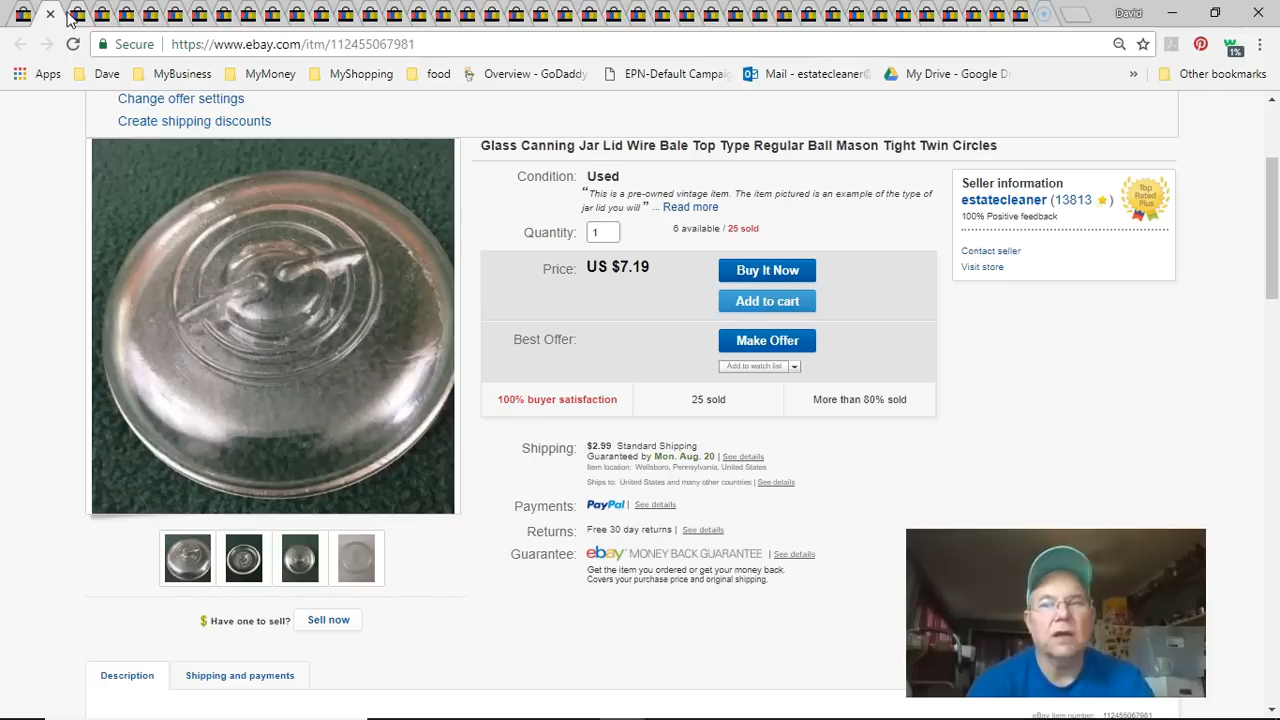 David
Secure
https://www.ebay.com/itm/112455067981
1%
Apps
Dave
MyBusiness
MyMoney
MyShopping
food
Overview - GoDaddy
EPN-Default Campaig
Mail - estatecleaner@
My Drive - Google Dr
»
Other bookmarks
Change offer settings
Create shipping discounts
Glass Canning Jar Lid Wire Bale Top Type Regular Ball Mason Tight Twin Circles
Condition: Used
“This is a pre-owned vintage item. The item pictured is an example of the type of
jar lid you will ” ... Read more
Quantity: 1 6 available / 25 sold
Price: US $7.19 Buy It Now
Add to cart
Best Offer: Make Offer
Add to watch list
100% buyer satisfaction 25 sold More than 80% sold
Shipping: $2.99 Standard Shipping
Guaranteed by Mon. Aug. 20 | See details
Item location: Wellsboro, Pennsylvania, United States
Ships to: United States and many other countries | See details
Payments: PayPal | See details
Returns: Free 30 day returns | See details
Guarantee: ebay MONEY BACK GUARANTEE | See details
Get the item you ordered or get your money back.
Covers your purchase price and original shipping.
Seller information
estatecleaner (13813 )
100% Positive feedback
Contact seller
Visit store
Top
Rated
Plus
$ Have one to sell? Sell now
Description Shipping and payments
eBay item number: 112455067981